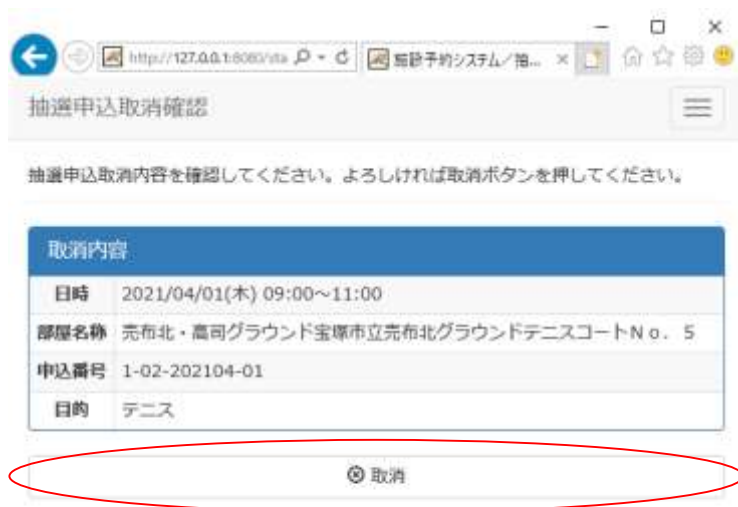 http://127.0.0.1:8080/sta
施設予約システム／抽...
抽選申込取消確認
抽選申込取消内容を確認してください。よろしければ取消ボタンを押してください。
取消内容
日時 2021/04/01(木) 09:00～11:00
部屋名称 売布北・高司グラウンド宝塚市立売布北グラウンドテニスコートＮｏ．５
申込番号 1-02-202104-01
目的 テニス
取消